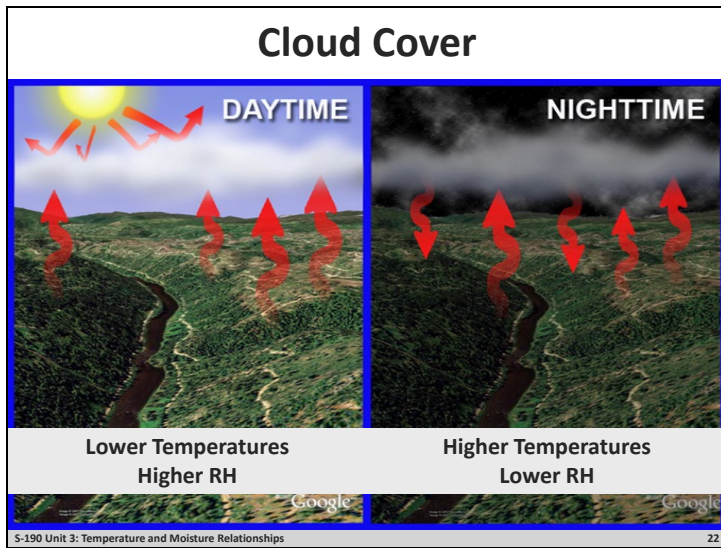 Cloud Cover
DAYTIME
NIGHTTIME
Lower Temperatures
Higher RH
Higher Temperatures
Lower RH
Google
Google
S-190 Unit 3: Temperature and Moisture Relationships
22